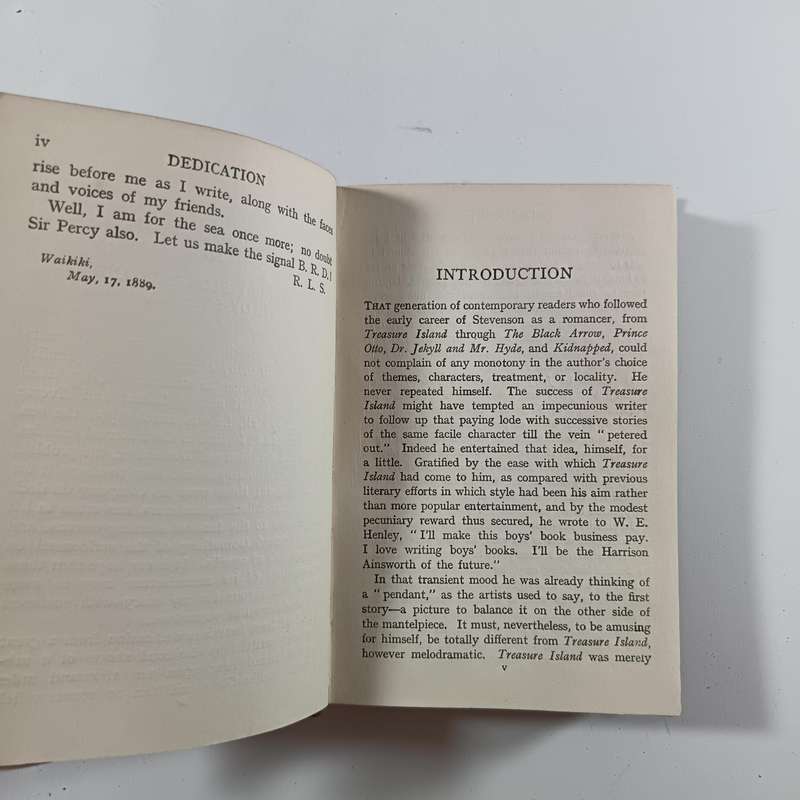 iv
DEDICATION
rise before me as I write, along with the faces
and voices of my friends.
Well, I am for the sea once more; no doubt
Sir Percy also. Let us make the signal B. R. D.!
R. L. S.
Waikiki,
May, 17, 1889.
INTRODUCTION
THAT generation of contemporary readers who followed
the early career of Stevenson as a romancer, from
Treasure Island through The Black Arrow, Prince
Otto, Dr. Jekyll and Mr. Hyde, and Kidnapped, could
not complain of any monotony in the author's choice
of themes, characters, treatment, or locality. He
never repeated himself. The success of Treasure
Island might have tempted an impecunious writer
to follow up that paying lode with successive stories
of the same facile character till the vein "petered
out." Indeed he entertained that idea, himself, for
a little. Gratified by the ease with which Treasure
Island had come to him, as compared with previous
literary efforts in which style had been his aim rather
than more popular entertainment, and by the modest
pecuniary reward thus secured, he wrote to W. E.
Henley, "I'll make this boys' book business pay.
I love writing boys' books. I'll be the Harrison
Ainsworth of the future."
In that transient mood he was already thinking of
a "pendant," as the artists used to say, to the first
story—a picture to balance it on the other side of
the mantelpiece. It must, nevertheless, to be amusing
for himself, be totally different from Treasure Island,
however melodramatic. Treasure Island was merely
v